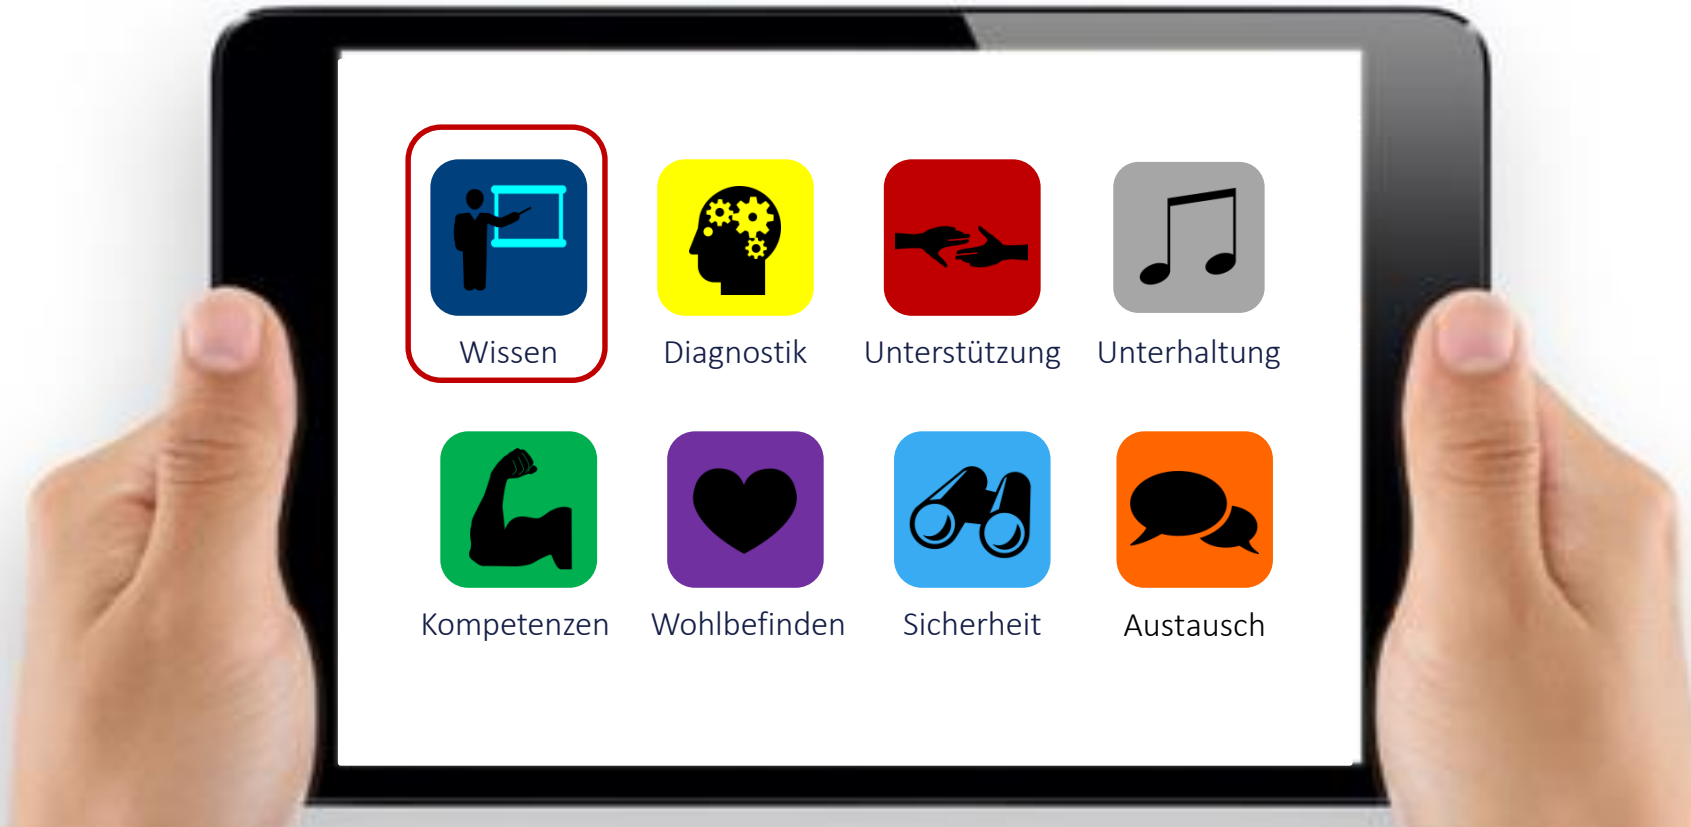 Wissen
Diagnostik
Unterstützung
Unterhaltung
Kompetenzen
Wohlbefinden
Sicherheit
Austausch